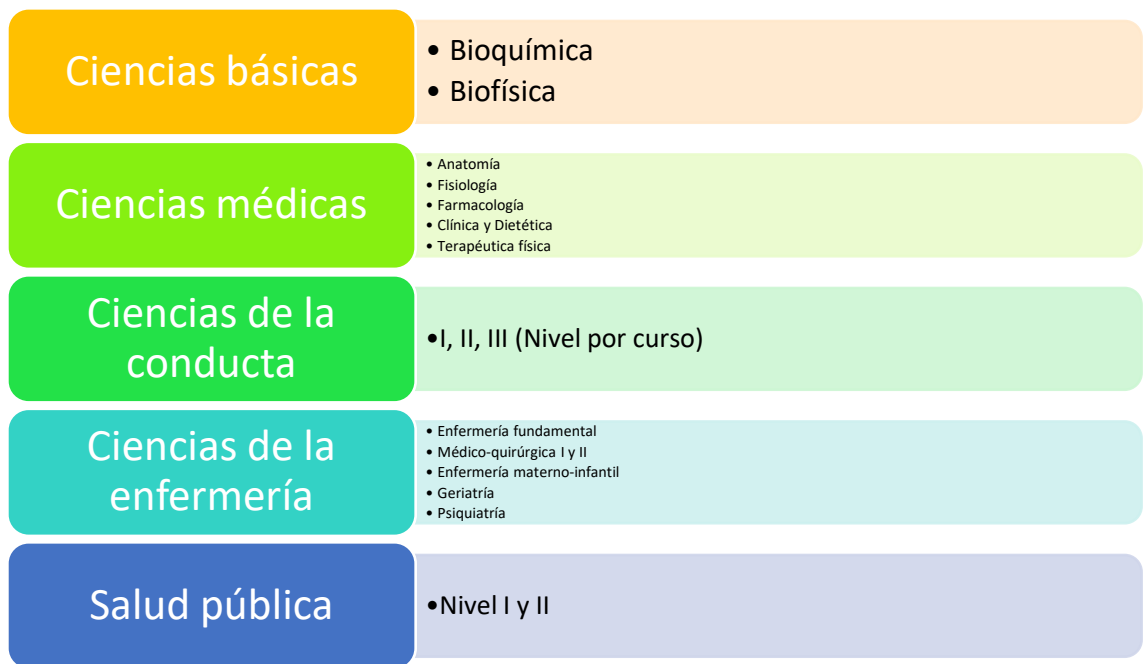 Ciencias básicas
• Bioquímica
• Biofísica
Ciencias médicas
• Anatomía
• Fisiología
• Farmacología
• Clínica y Dietética
• Terapéutica física
Ciencias de la
conducta
•I, II, III (Nivel por curso)
Ciencias de la
enfermería
• Enfermería fundamental
• Médico-quirúrgica I y II
• Enfermería materno-infantil
• Geriatría
• Psiquiatría
Salud pública
•Nivel I y II